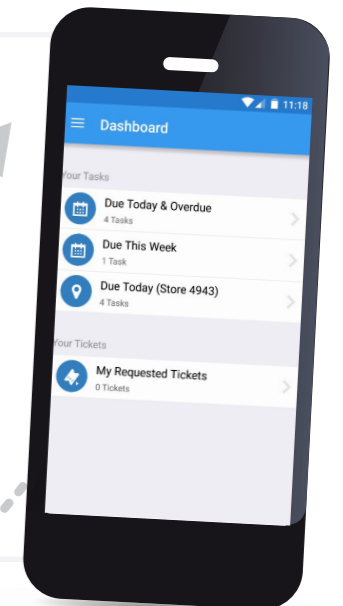 11:18
Dashboard
Your Tasks
Due Today & Overdue
4 Tasks
Due This Week
1 Task
Due Today (Store 4943)
4 Tasks
Your Tickets
My Requested Tickets
0 Tickets